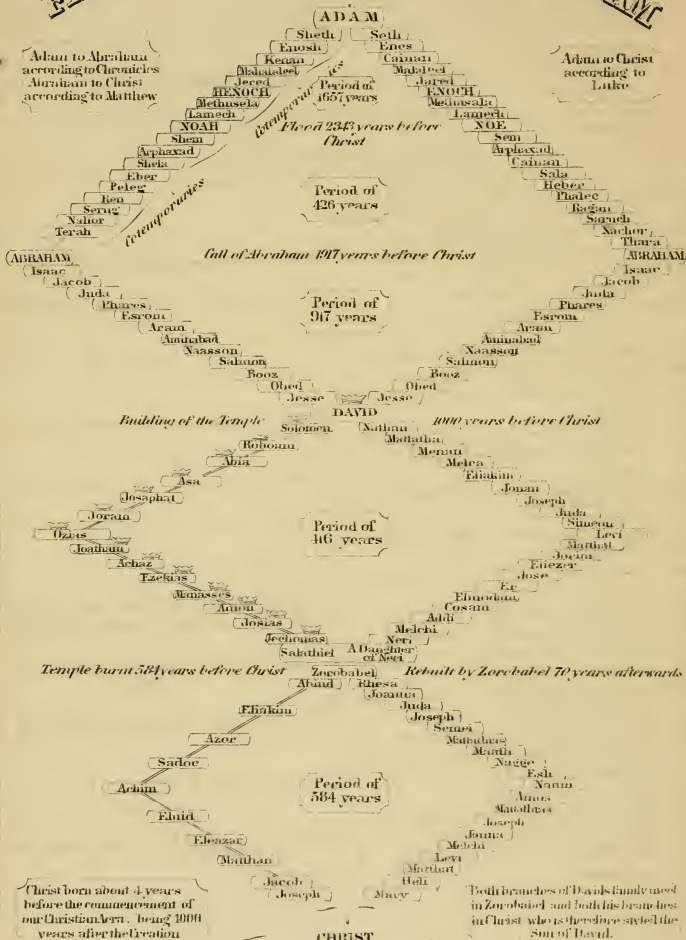 ADAM
Sheth Seth
Enosh Enos
Kenan Cainan
Mahalaleel Malaleel
Jered Jared
HENOCH ENOCH
Methusela Methusala
Lamech Lamech
NOAH NOE
Shem Sem
Arphaxad Arphaxad
Shela Cainan
Eber Sala
Peleg Heber
Reu Phalec
Serug Ragau
Nahor Saruch
Terah Nachor
Thara
Adam to Abraham
according to Chronicles
Abraham to Christ
according to Matthew
Adam to Christ
according to
Luke
Period of
1657 years
Cotemporaries
Flood 2343 years before
Christ
Period of
426 years
Cotemporaries
ABRAHAM ABRAHAM
Call of Abraham 1917 years before Christ
Isaac Isaac
Jacob Jacob
Juda Juda
Phares Phares
Esrom Esrom
Aram Aram
Aminabad Aminabad
Naasson Naasson
Salmon Salmon
Booz Booz
Obed Obed
Jesse Jesse
Period of
917 years
DAVID
Building of the Temple 1000 years before Christ
Solomon Nathan
Roboam Mattatha
Abia Menan
Asa Melea
Josaphat Eliakim
Joram Jonan
Ozias Joseph
Joatham Juda
Achaz Simeon
Ezekias Levi
Manasses Matthat
Amon Jorim
Josias Eliezer
Jechonias Jose
Salathiel Er
Elmodam
Cosam
Addi
Melchi
Neri
A Daughter
of Neri
Period of
416 years
Temple burnt 584 years before Christ Zorobabel Rebuilt by Zorobabel 70 years afterwards
Abiud Rhesa
Eliakim Joanna
Azor Juda
Sadoc Joseph
Achim Semei
Eliud Mattathias
Eleazar Maath
Matthan Nagge
Jacob Esli
Joseph Naum
Amos
Mattathias
Joseph
Janna
Melchi
Levi
Matthat
Heli
Mary
Period of
584 years
Christ born about 4 years
before the commencement of
our Christian Aera, being 4000
years after the Creation
Both branches of Davids family meet
in Zorobabel and both his branches
in Christ who is therefore styled the
Son of David.
CHRIST